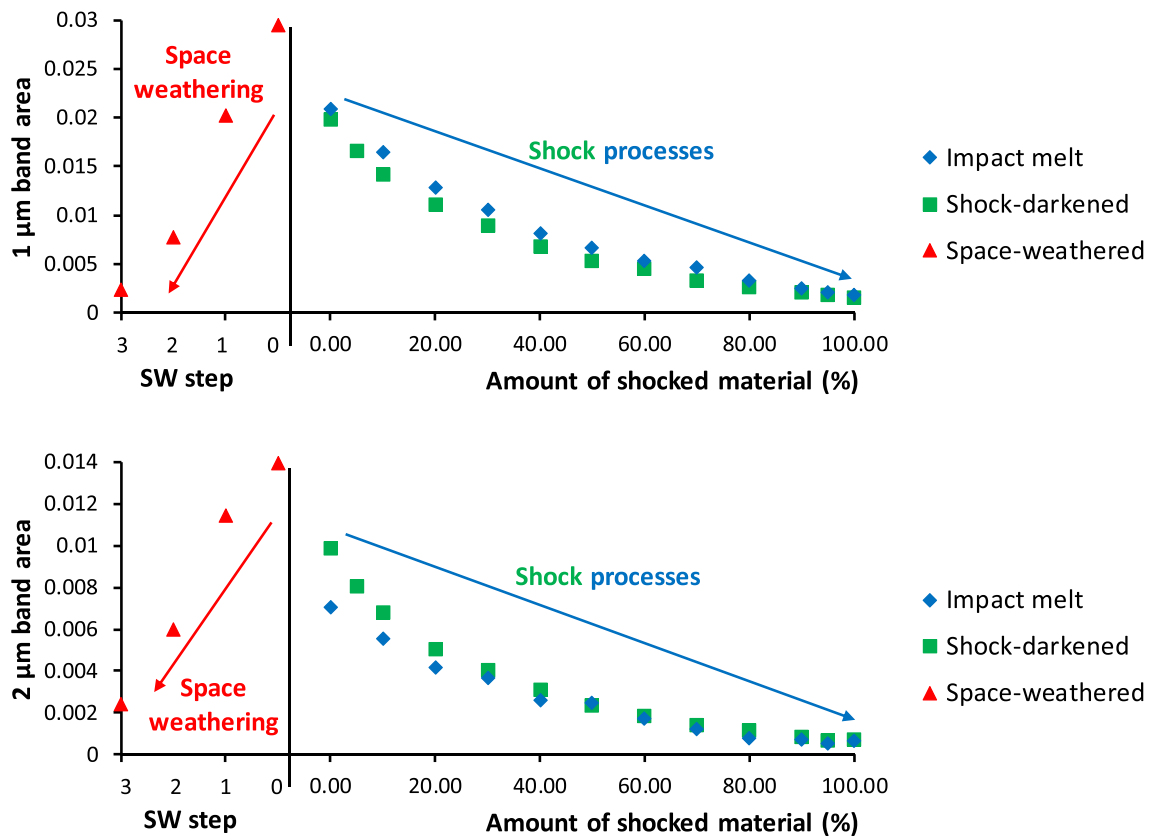 0.03
0.025
0.02
0.015
0.01
0.005
0
1 µm band area
Space
weathering
Shock processes
Impact melt
Shock-darkened
Space-weathered
3 2 1 0 0.00 20.00 40.00 60.00 80.00 100.00
SW step Amount of shocked material (%)
0.014
0.012
0.01
0.008
0.006
0.004
0.002
0
2 µm band area
Shock processes
Space
weathering
Impact melt
Shock-darkened
Space-weathered
3 2 1 0 0.00 20.00 40.00 60.00 80.00 100.00
SW step Amount of shocked material (%)